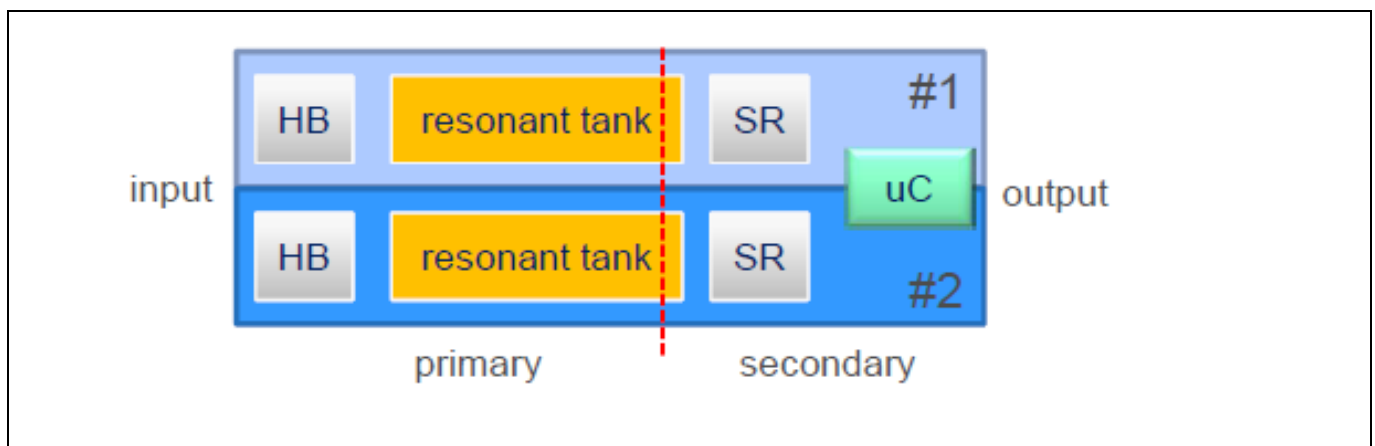 HB
resonant tank
SR
#1
input
uC
output
HB
resonant tank
SR
#2
primary
secondary